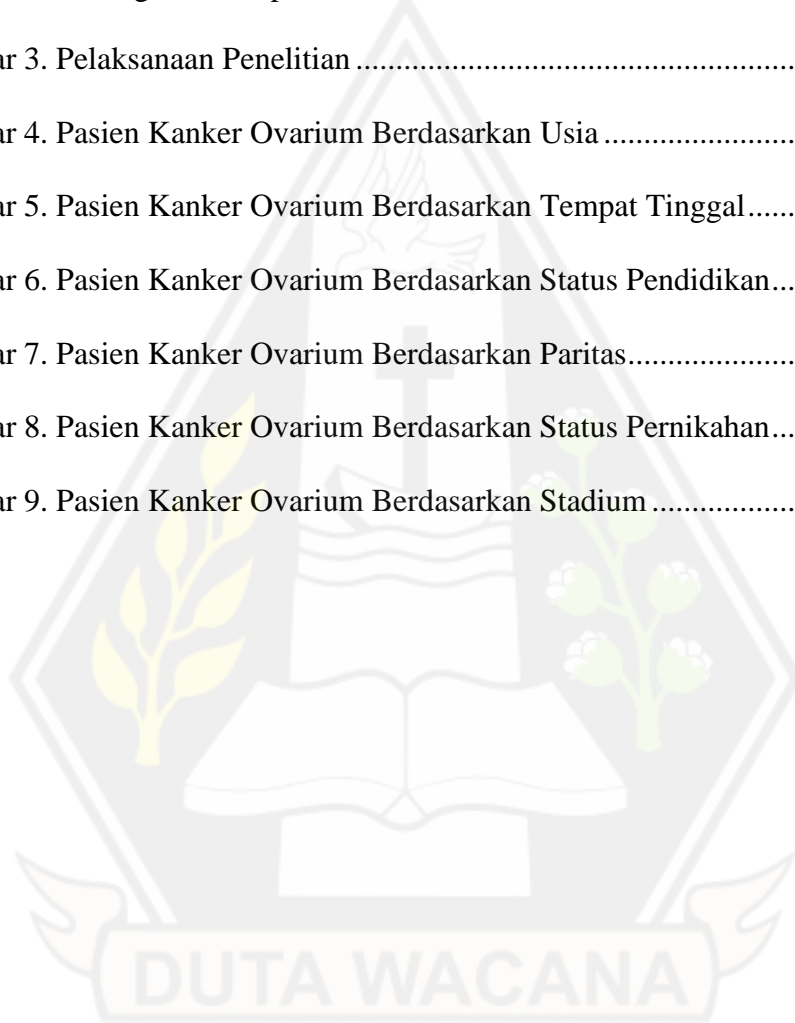 ar 3. Pelaksanaan Penelitian ................................................
ar 4. Pasien Kanker Ovarium Berdasarkan Usia .....................
ar 5. Pasien Kanker Ovarium Berdasarkan Tempat Tinggal......
ar 6. Pasien Kanker Ovarium Berdasarkan Status Pendidikan...
ar 7. Pasien Kanker Ovarium Berdasarkan Paritas.....................
ar 8. Pasien Kanker Ovarium Berdasarkan Status Pernikahan...
ar 9. Pasien Kanker Ovarium Berdasarkan Stadium .................
DUTA WACANA